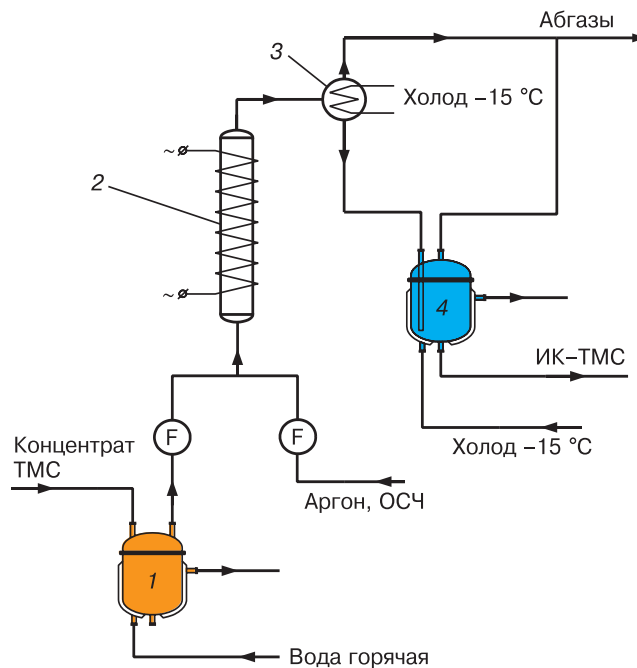 Абгазы
3
Холод –15 °С
~
2
~
4
ИК–ТМС
F
F
Концентрат
ТМС
Холод –15 °С
Аргон, ОСЧ
1
Вода горячая